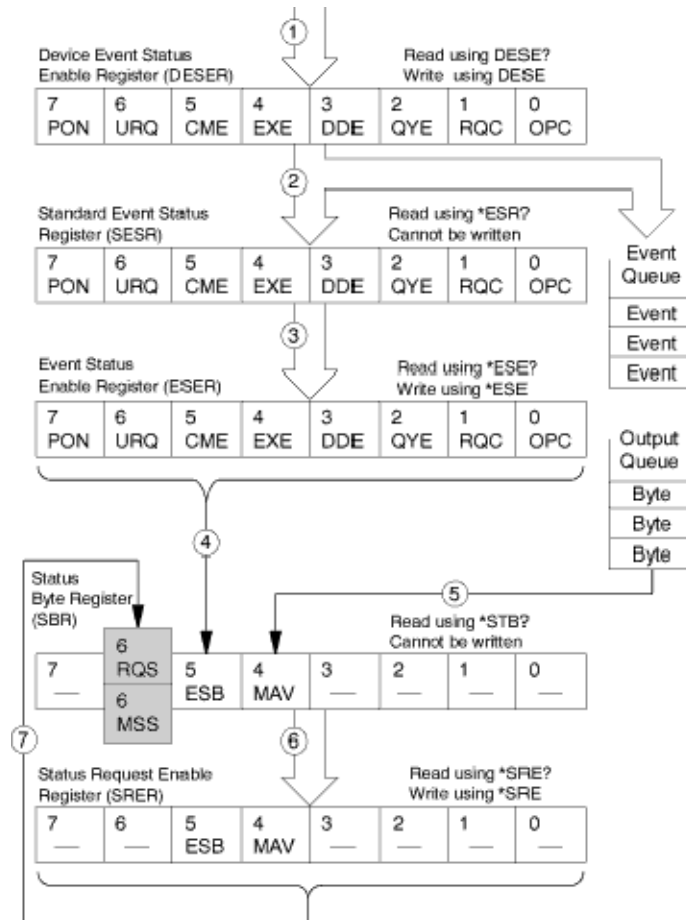 1
Device Event Status
Enable Register (DESER)
Read using DESE?
Write using DESE
7 6 5 4 3 2 1 0
PON URQ CME EXE DDE QYE RQC OPC
2
Standard Event Status
Register (SESR)
Read using *ESR?
Cannot be written
7 6 5 4 3 2 1 0
PON URQ CME EXE DDE QYE RQC OPC
Event
Queue
Event
Event
Event
3
Event Status
Enable Register (ESER)
Read using *ESE?
Write using *ESE
7 6 5 4 3 2 1 0
PON URQ CME EXE DDE QYE RQC OPC
Output
Queue
Byte
Byte
Byte
4
5
Status
Byte Register
(SBR)
Read using *STB?
Cannot be written
7 6 5 4 3 2 1 0
— RQS ESB MAV — — — —
6
MSS
7
6
Status Request Enable
Register (SRER)
Read using *SRE?
Write using *SRE
7 6 5 4 3 2 1 0
— — ESB MAV — — — —